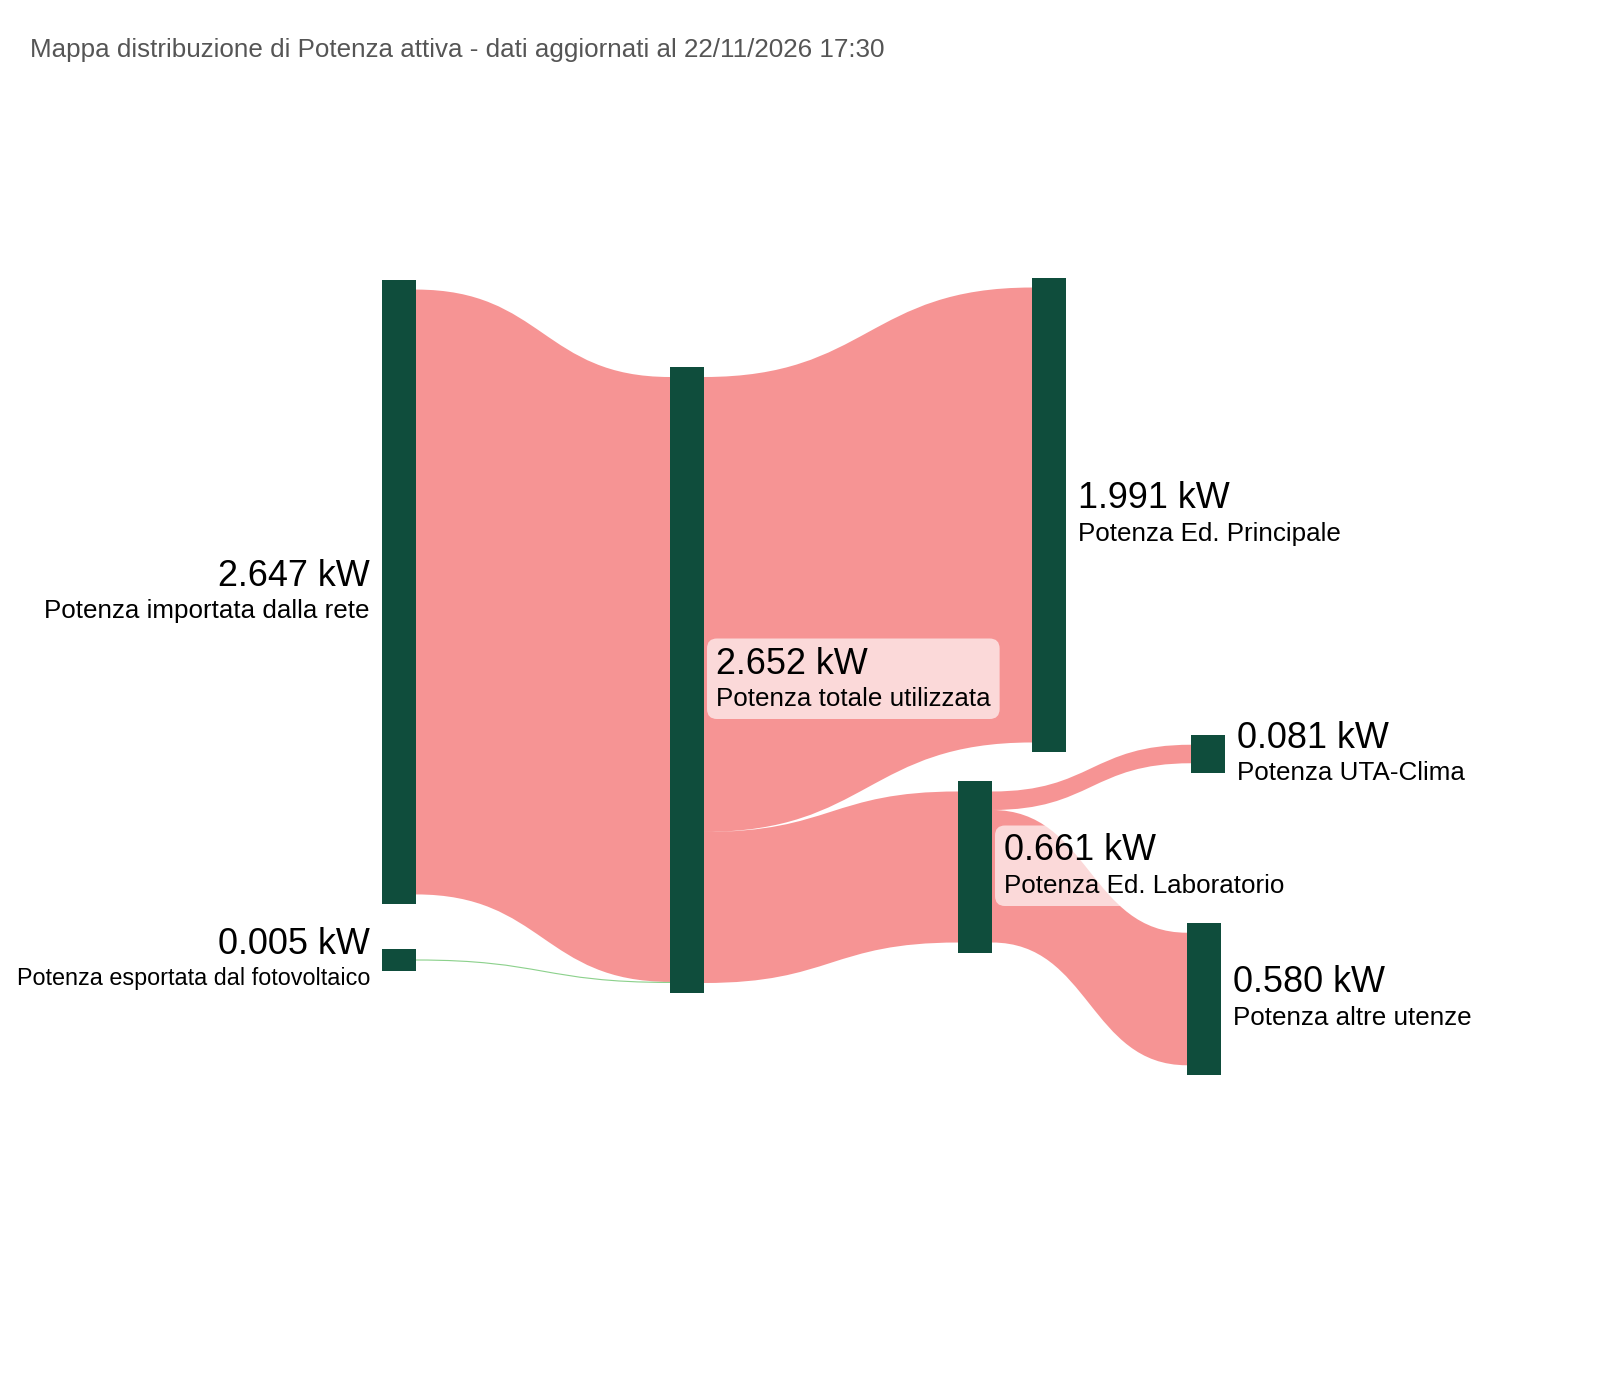 Mappa distribuzione di Potenza attiva - dati aggiornati al 22/11/2026 17:30
2.647 kW
Potenza importata dalla rete
0.005 kW
Potenza esportata dal fotovoltaico
2.652 kW
Potenza totale utilizzata
1.991 kW
Potenza Ed. Principale
0.661 kW
Potenza Ed. Laboratorio
0.081 kW
Potenza UTA-Clima
0.580 kW
Potenza altre utenze